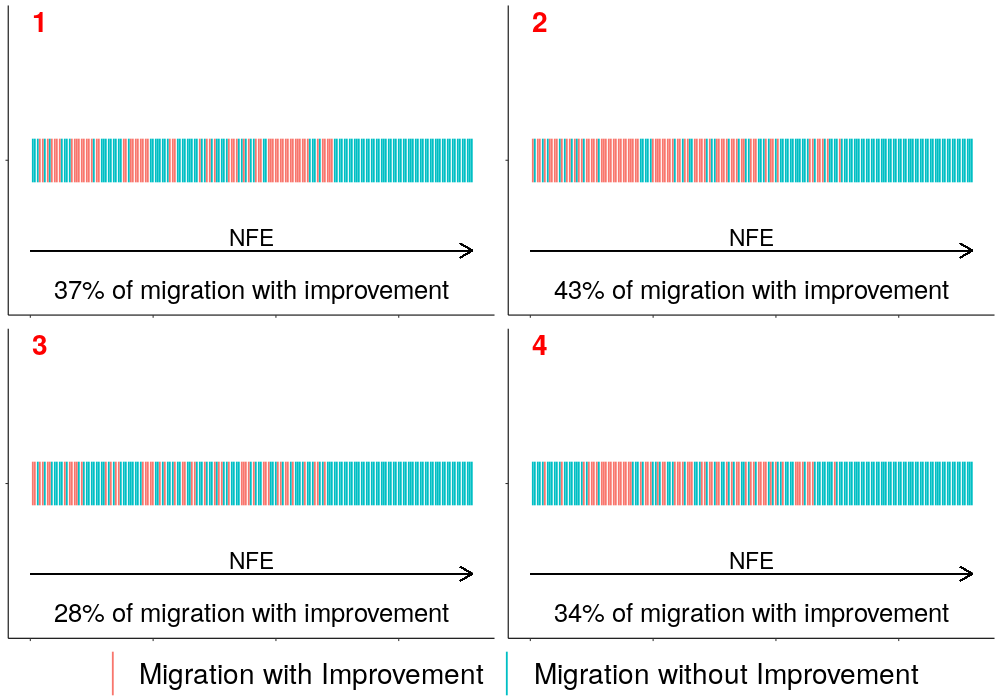 1
NFE
37% of migration with improvement
2
NFE
43% of migration with improvement
3
NFE
28% of migration with improvement
4
NFE
34% of migration with improvement
Migration with Improvement
Migration without Improvement